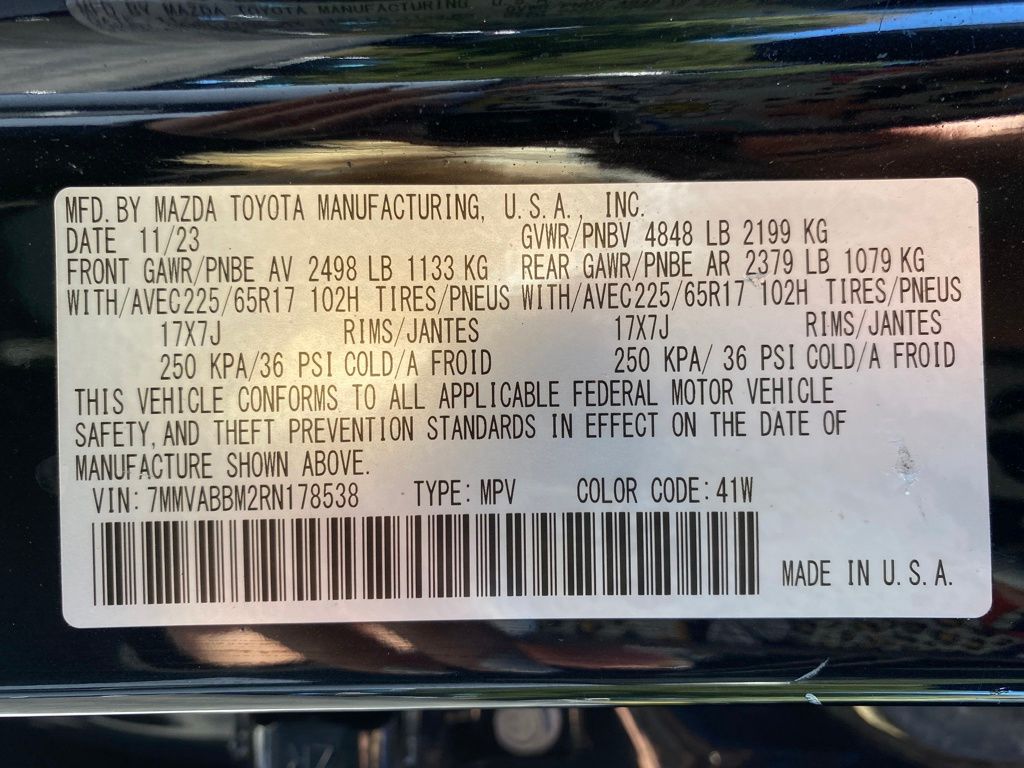 MFD. BY MAZDA TOYOTA MANUFACTURING, U.S.A., INC.
DATE 11/23 GVWR/PNBV 4848 LB 2199 KG
FRONT GAWR/PNBE AV 2498 LB 1133 KG REAR GAWR/PNBE AR 2379 LB 1079 KG
WITH/AVEC225/65R17 102H TIRES/PNEUS WITH/AVEC225/65R17 102H TIRES/PNEUS
17X7J RIMS/JANTES 17X7J RIMS/JANTES
250 KPA/36 PSI COLD/A FROID 250 KPA/ 36 PSI COLD/A FROID
THIS VEHICLE CONFORMS TO ALL APPLICABLE FEDERAL MOTOR VEHICLE
SAFETY, AND THEFT PREVENTION STANDARDS IN EFFECT ON THE DATE OF
MANUFACTURE SHOWN ABOVE.
VIN: 7MMVABBM2RN178538 TYPE: MPV COLOR CODE: 41W
MADE IN U.S.A.